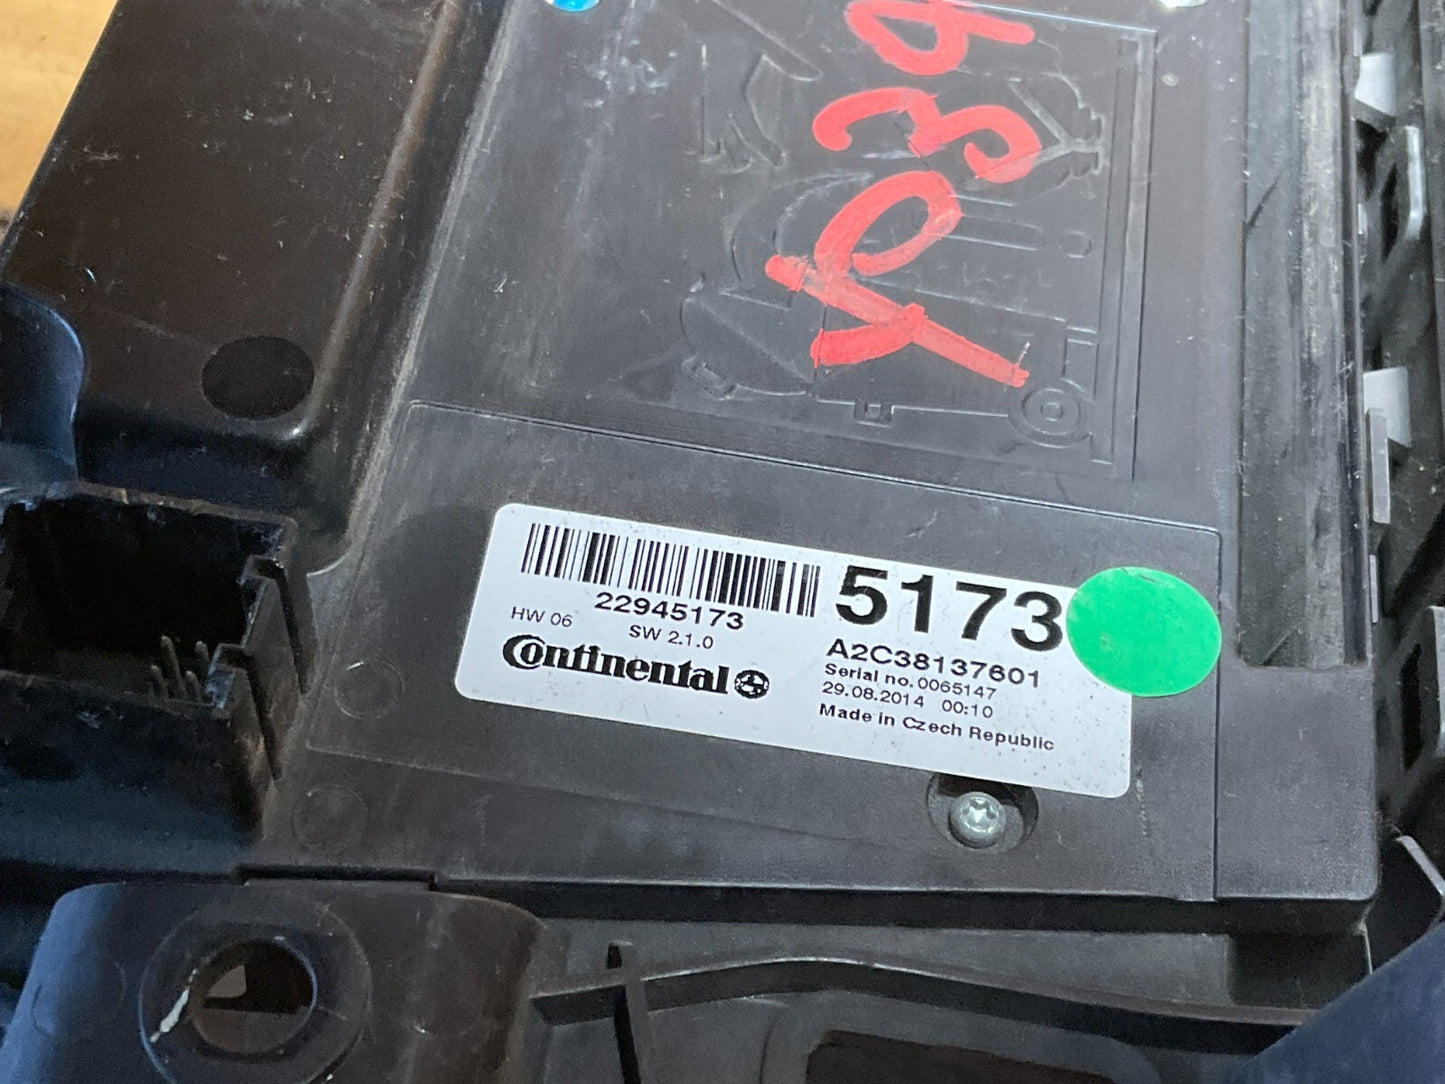 Y039
22945173
HW 06
SW 2.1.0
Continental
5173
A2C38137601
Serial no. 0065147
29.08.2014 00:10
Made in Czech Republic